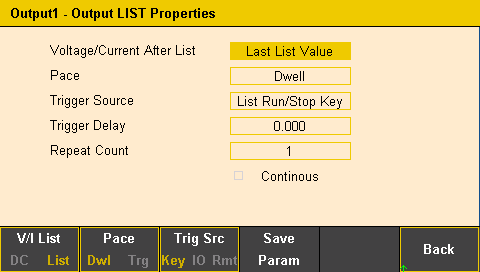 Output1 - Output LIST Properties
Voltage/Current After List Last List Value
Pace Dwell
Trigger Source List Run/Stop Key
Trigger Delay 0.000
Repeat Count 1
Continous
V/I List Pace Trig Src Save Back
DC List Dwl Trg Key IO Rmt Param